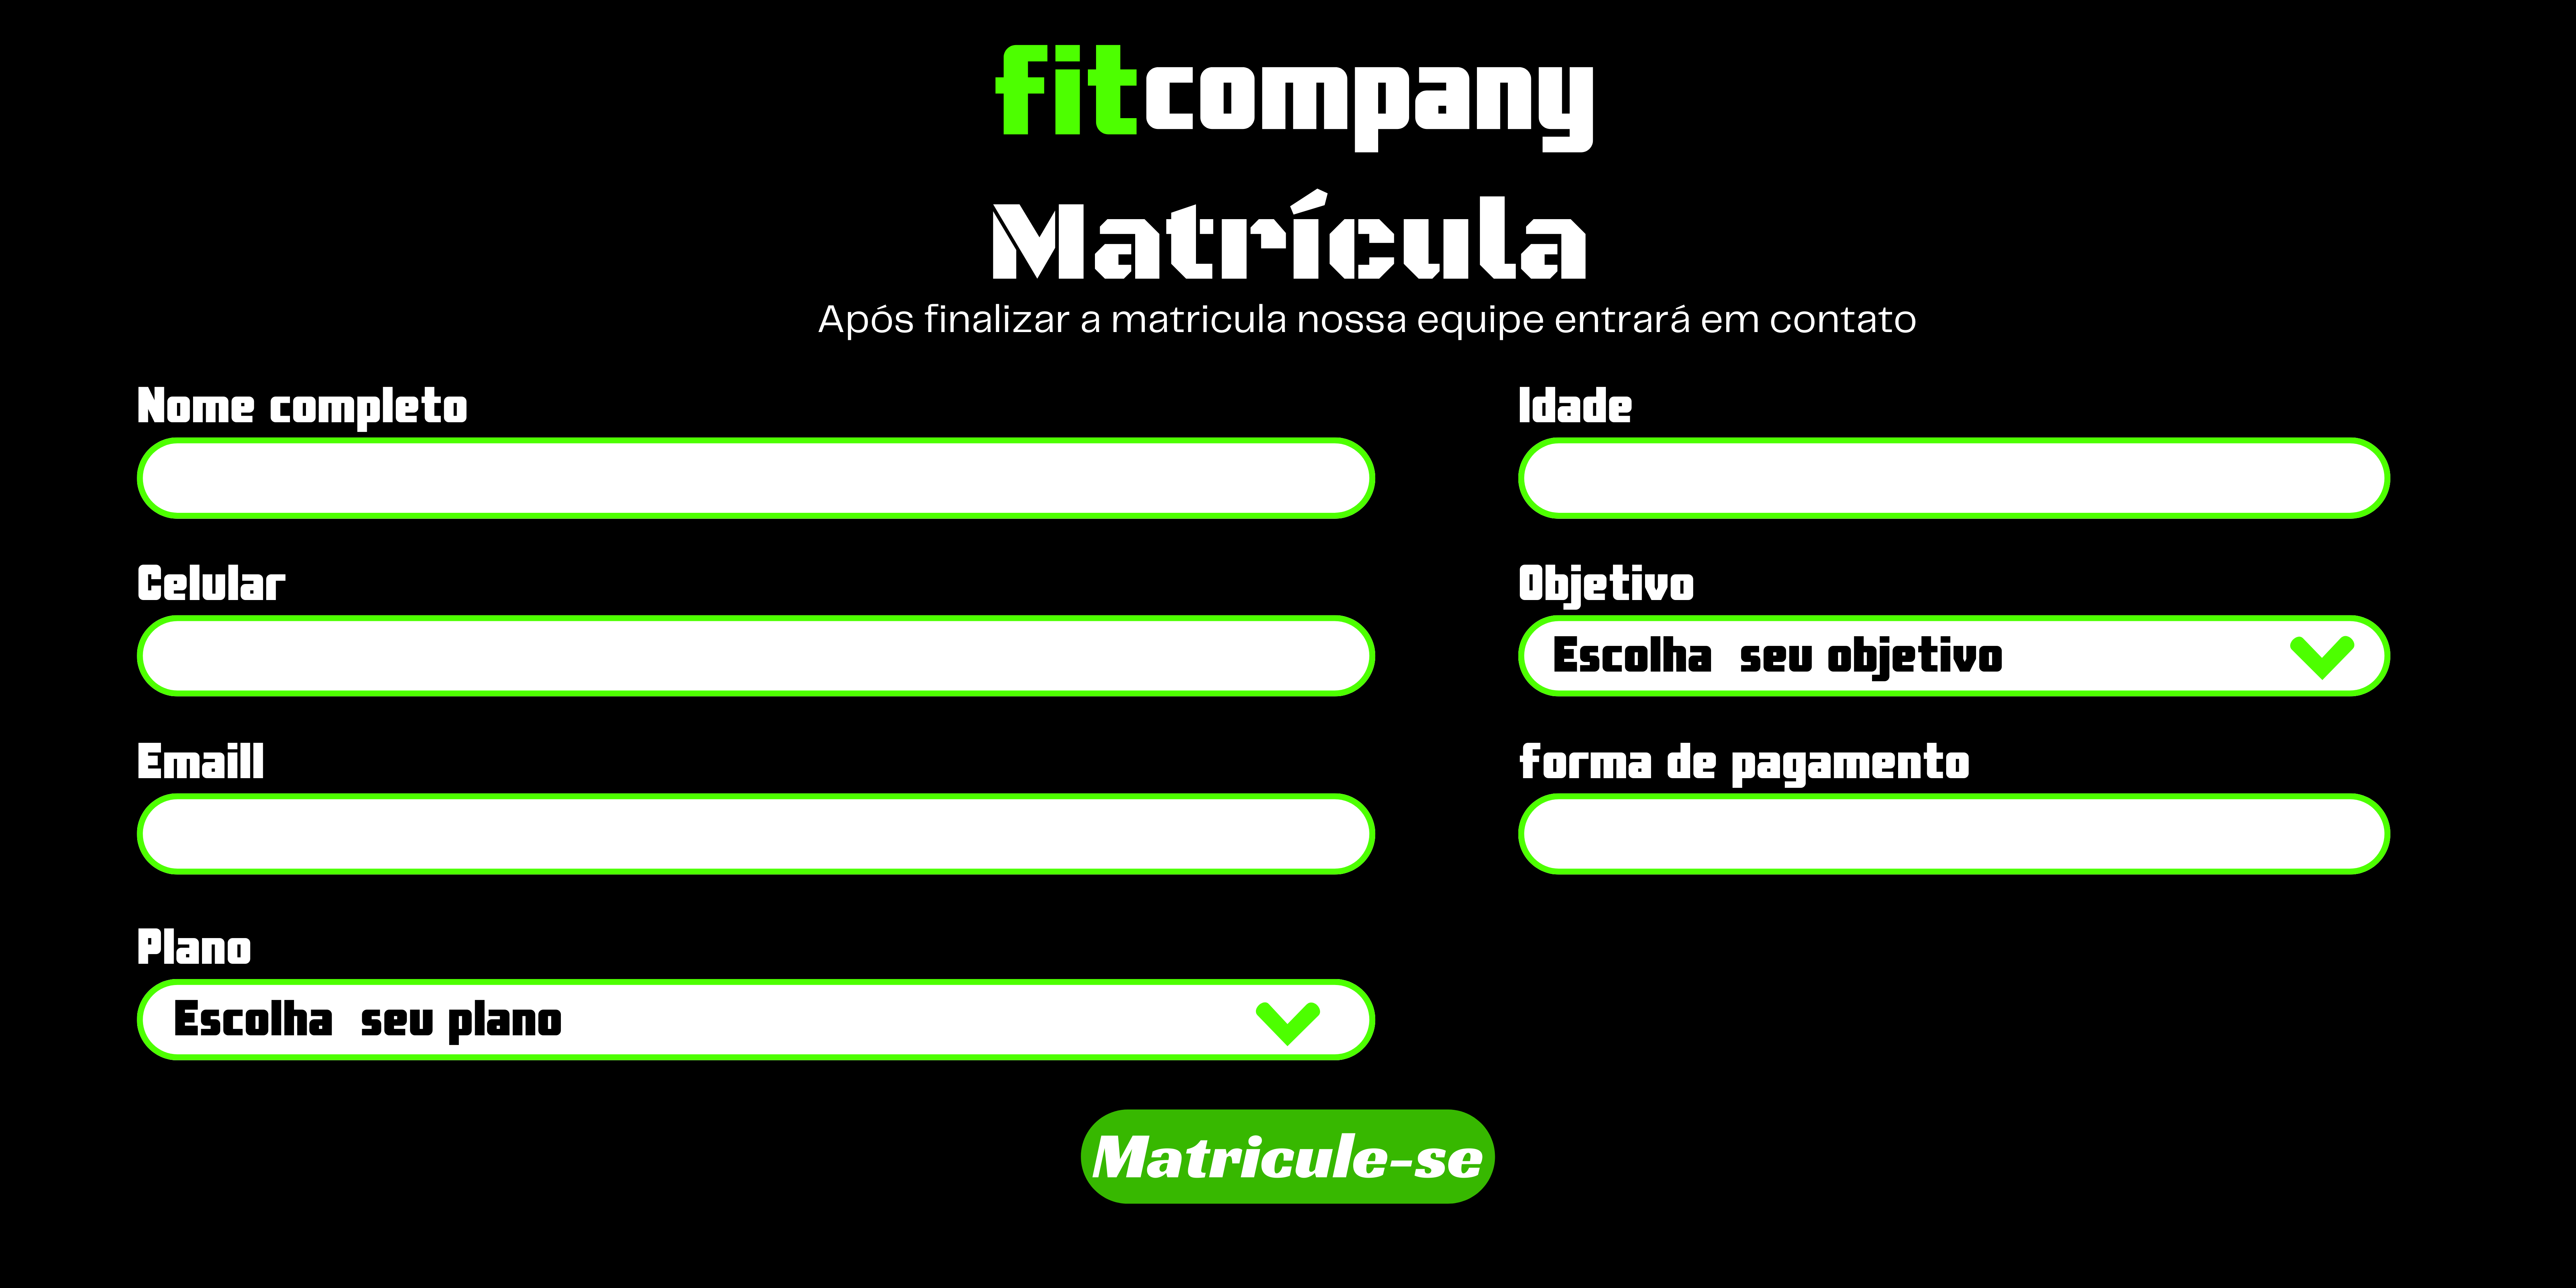 fitcompany
Matrícula
Após finalizar a matricula nossa equipe entrará em contato
Nome completo
Idade
Celular
Objetivo
Escolha  seu objetivo
Emaill
forma de pagamento
Plano
Escolha  seu plano
Matricule-se